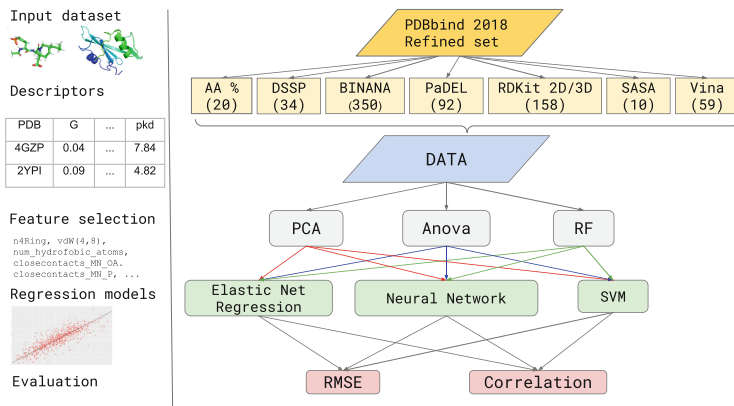 Input dataset
Descriptors
PDB G ... pkd
4GZP 0.04 ... 7.84
2YPI 0.09 ... 4.82
Feature selection
n4Ring, vdW(4,8),
num_hydrofobic_atoms,
closecontacts_MN_OA.
closecontacts_MN_P, ...
Regression models
Evaluation
PDBbind 2018
Refined set
AA %
(20)
DSSP
(34)
BINANA
(350)
PaDEL
(92)
RDKit 2D/3D
(158)
SASA
(10)
Vina
(59)
DATA
PCA
Anova
RF
Elastic Net
Regression
Neural Network
SVM
RMSE
Correlation